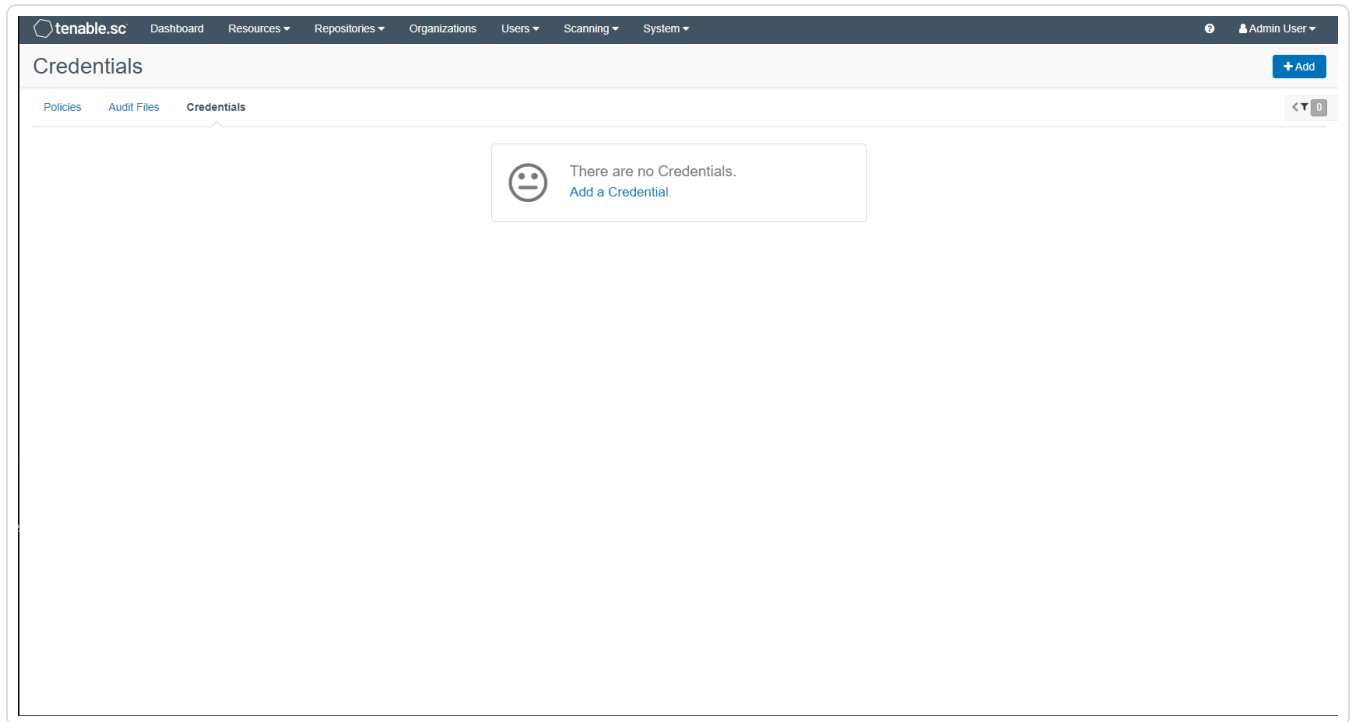 tenable.sc Dashboard Resources Repositories Organizations Users Scanning System Admin User
Credentials
+ Add
Policies Audit Files Credentials
0
There are no Credentials.
Add a Credential.